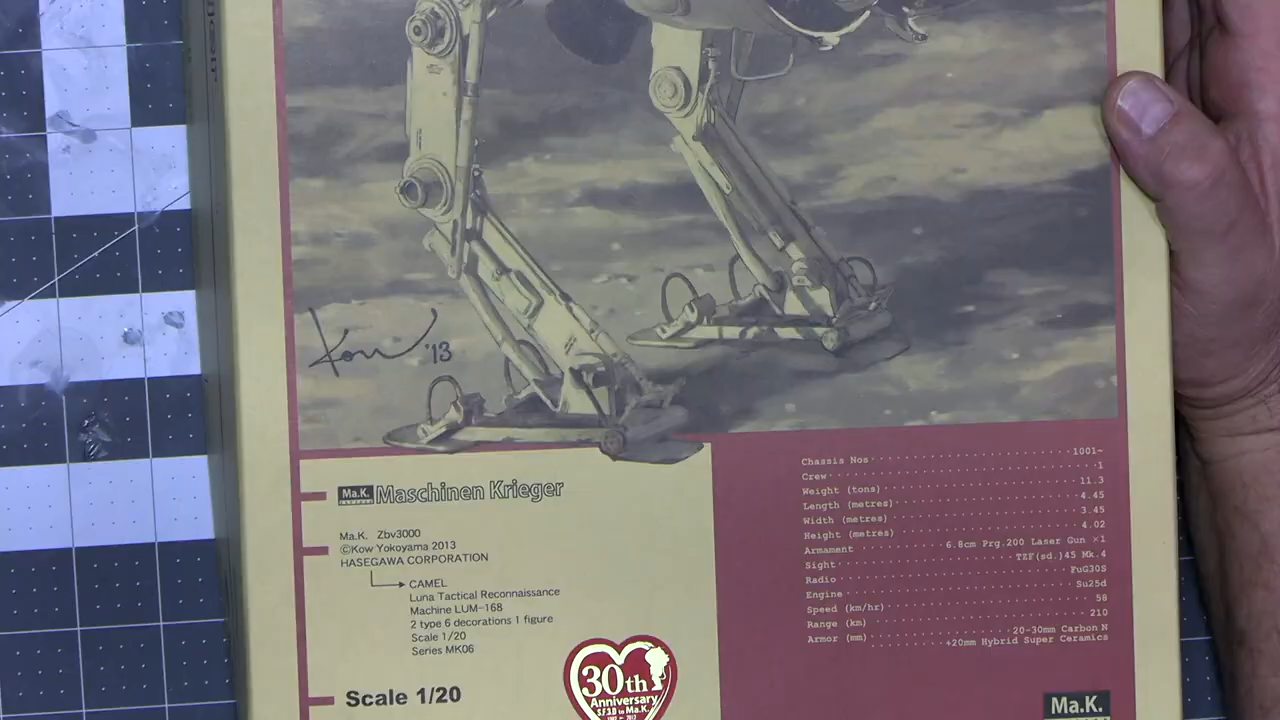 Kow '13
Ma.K. Maschinen Krieger
Ma.K. Zbv3000
©Kow Yokoyama 2013
HASEGAWA CORPORATION
CAMEL
Luna Tactical Reconnaissance
Machine LUM-168
2 type 6 decorations 1 figure
Scale 1/20
Series MK06
Scale 1/20
30th
Anniversary
S.F.3.D to Ma.K.
Chassis Nos 1001~
Crew 1
Weight (tons) 11.3
Length (metres) 4.45
Width (metres) 3.45
Height (metres) 4.02
Armament 6.8cm Prg.200 Laser Gun ×1
Sight TZF(sd.)45 Mk.4
Radio FuG30S
Engine Su25d
Speed (km/hr) 58
Range (km) 210
Armor (mm) 20-30mm Carbon N
+20mm Hybrid Super Ceramics
Ma.K.